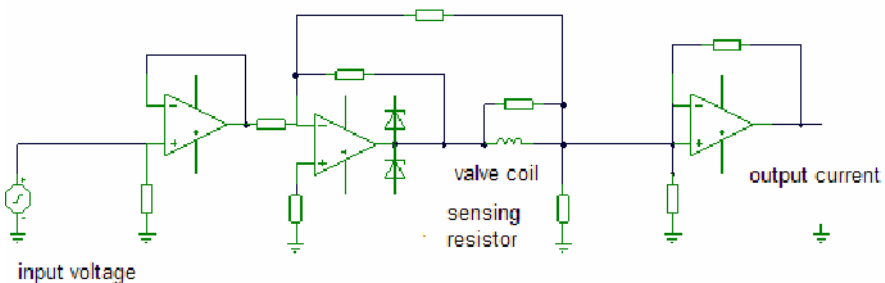 valve coil
output current
sensing
resistor
input voltage